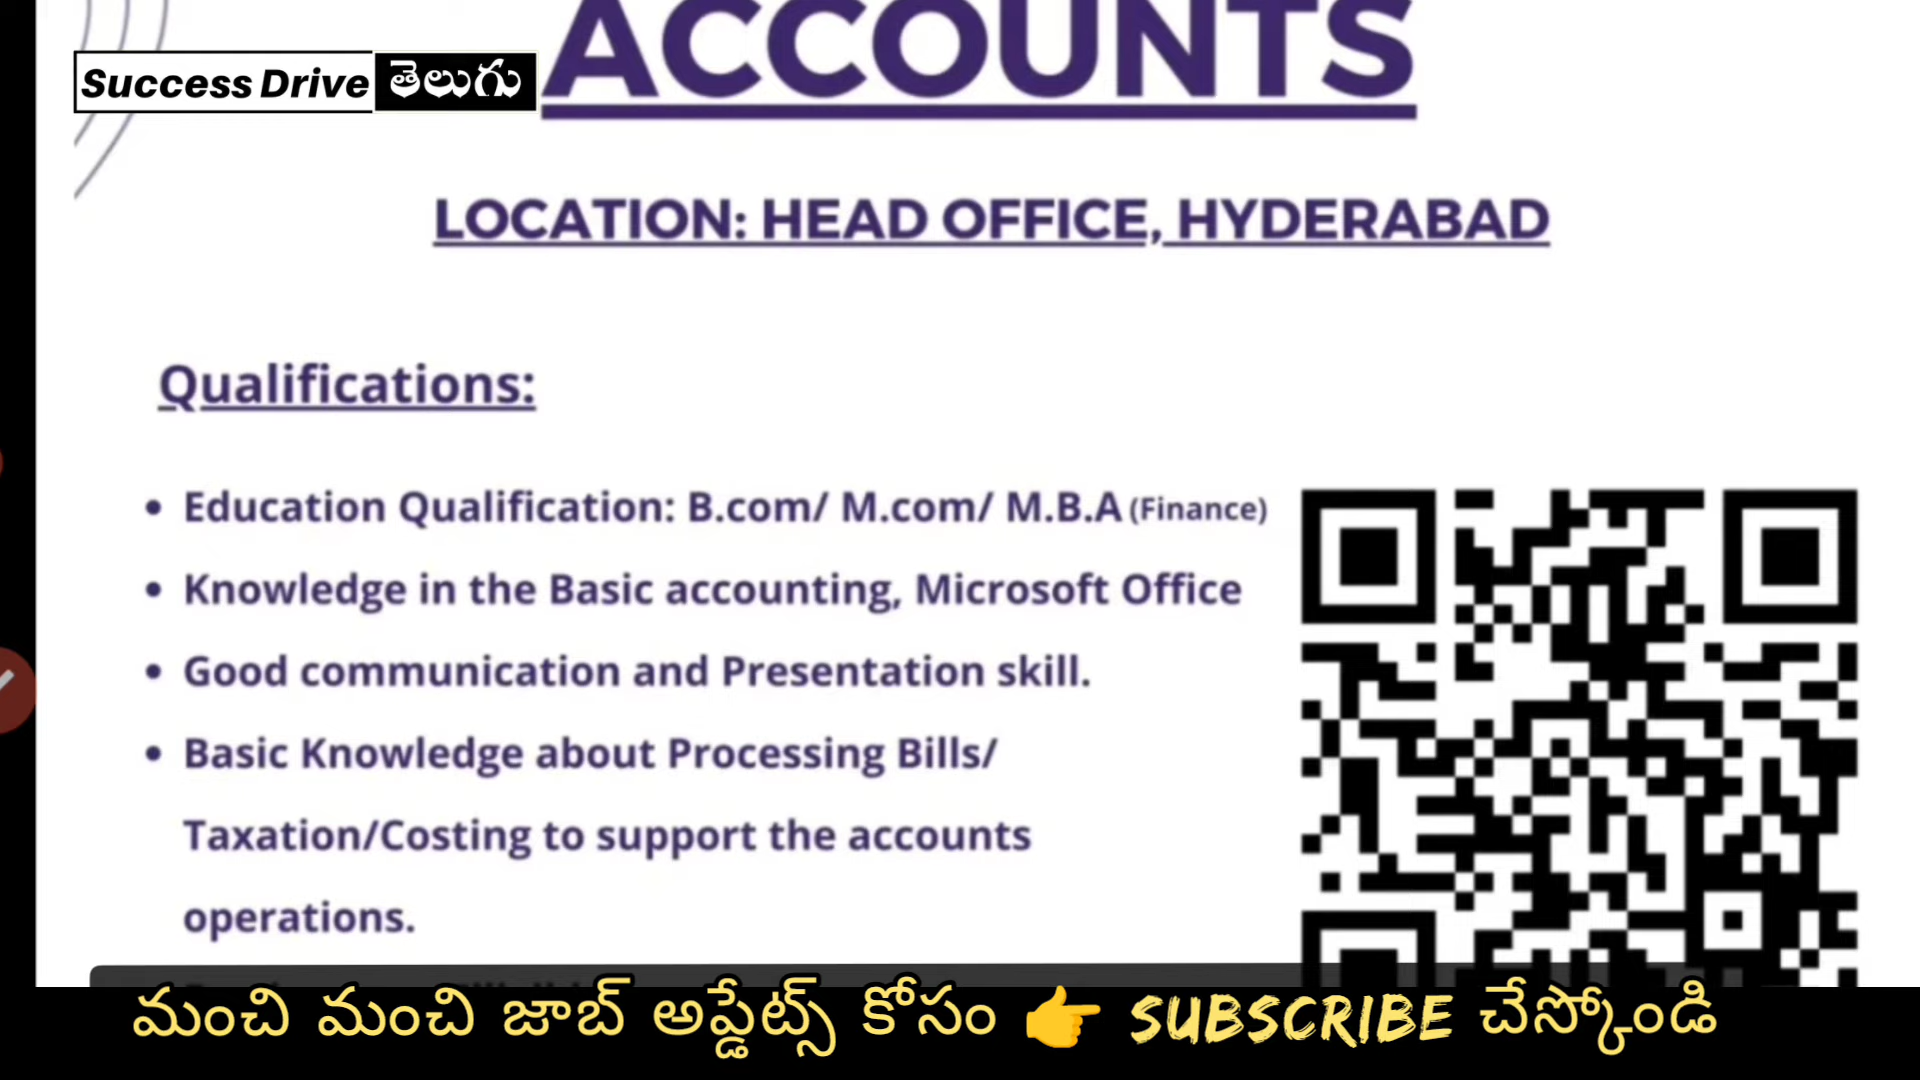 ACCOUNTS
Success Drive తెలుగు
LOCATION: HEAD OFFICE, HYDERABAD
Qualifications:
• Education Qualification: B.com/ M.com/ M.B.A (Finance)
• Knowledge in the Basic accounting, Microsoft Office
• Good communication and Presentation skill.
• Basic Knowledge about Processing Bills/
Taxation/Costing to support the accounts
operations.
మంచి మంచి జాబ్ అప్డేట్స్ కోసం 👉 SUBSCRIBE చేస్కోండి